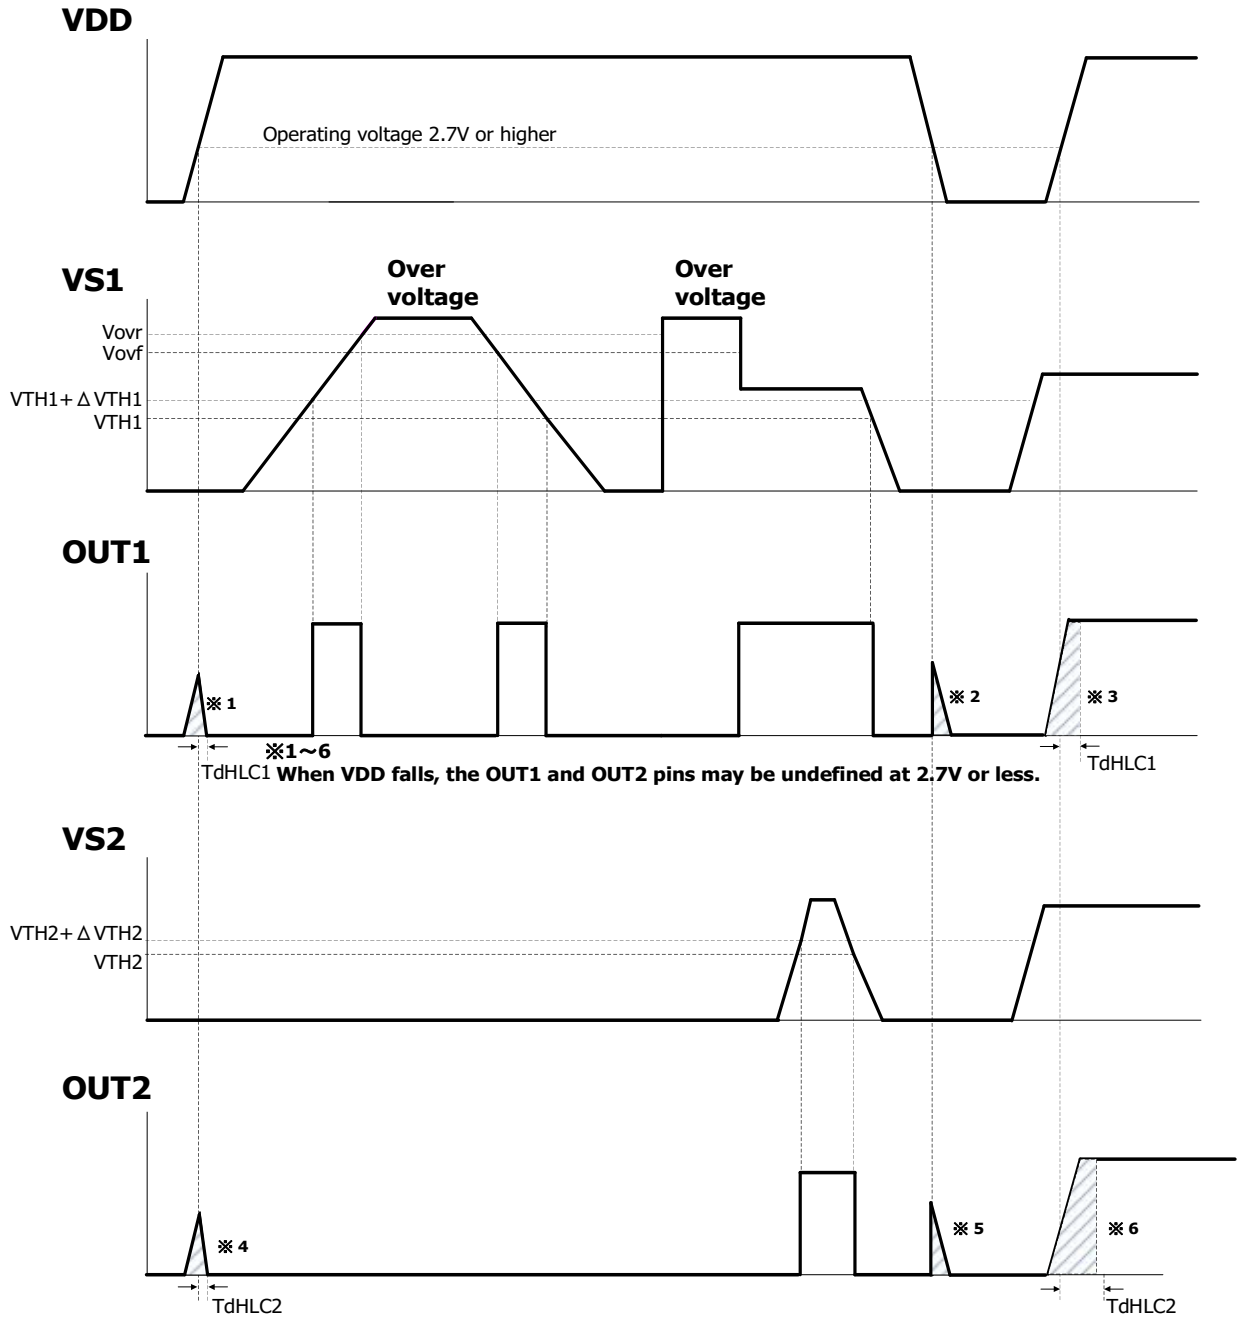 VDD
Operating voltage 2.7V or higher
VS1
Over
voltage
Over
voltage
Vovr
Vovf
VTH1+ Δ VTH1
VTH1
OUT1
※ 1
※ 2
※ 3
※1～6
TdHLC1
When VDD falls, the OUT1 and OUT2 pins may be undefined at 2.7V or less.
TdHLC1
VS2
VTH2+ Δ VTH2
VTH2
OUT2
※ 4
※ 5
※ 6
TdHLC2
TdHLC2